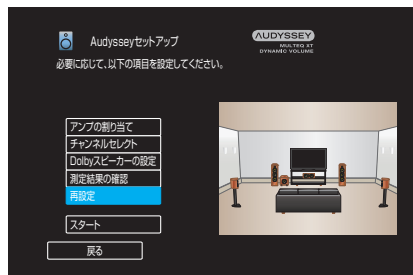 Audysseyセットアップ
AUDYSSEY
MULTEQ XT
DYNAMIC VOLUME
必要に応じて、以下の項目を設定してください。
アンプの割り当て
チャンネルセレクト
Dolbyスピーカーの設定
測定結果の確認
再設定
スタート
戻る